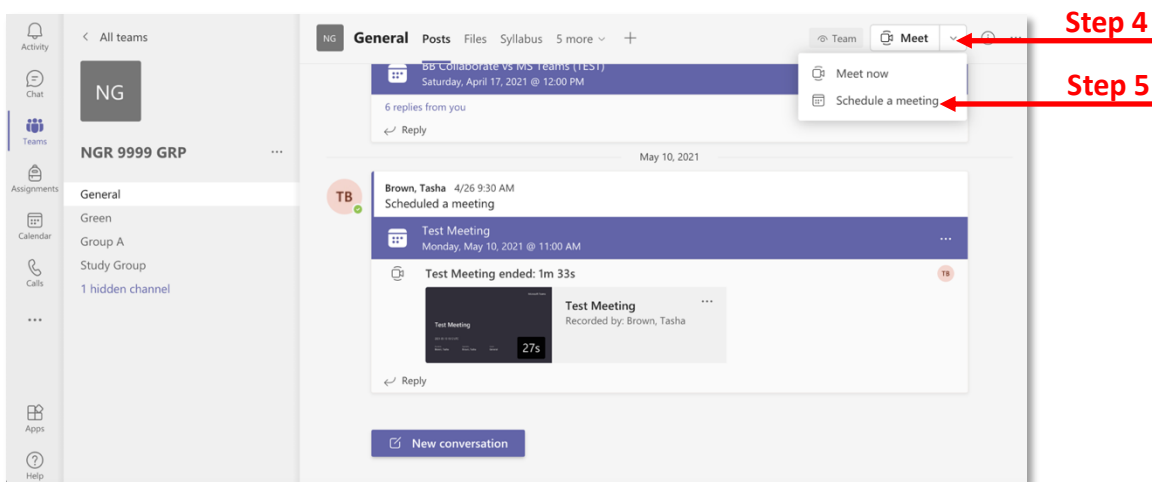 Step 4
Activity
All teams
NG
General Posts Files Syllabus 5 more
Team
Meet
Meet now
Schedule a meeting
Step 5
BB Collaborate vs MS Teams (TEST)
Saturday, April 17, 2021 @ 12:00 PM
6 replies from you
Reply
Chat
NG
Teams
NGR 9999 GRP
Assignments
General
Calendar
Green
Group A
Calls
Study Group
1 hidden channel
May 10, 2021
TB
Brown, Tasha 4/26 9:30 AM
Scheduled a meeting
Test Meeting
Monday, May 10, 2021 @ 11:00 AM
Test Meeting ended: 1m 33s
TB
Test Meeting
27s
Test Meeting
Recorded by: Brown, Tasha
Reply
Apps
New conversation
Help